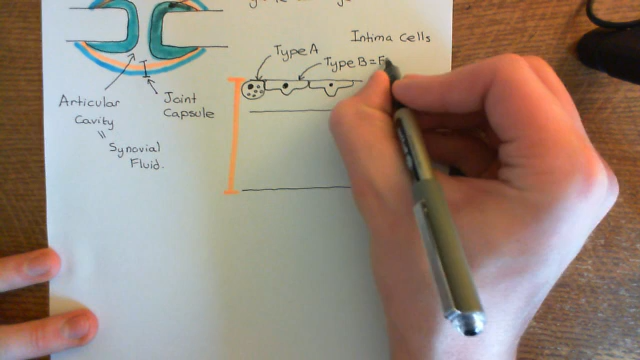 Intima Cells
Type A
Type B = F
Articular
Cavity
"
Synovial
Fluid.
Joint
Capsule